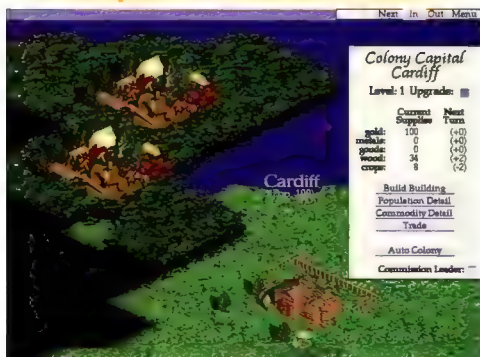 Next In Out Menu
Colony Capital
Cardiff
Level: 1 Upgrade:
Current Supplies Next Turn
gold: 100 (+0)
metals: 0 (+0)
goods: 0 (+0)
wood: 34 (+2)
crops: 8 (-2)
Build Building
Population Detail
Commodity Detail
Trade
Auto Colony
Commission Leader:
Cardiff